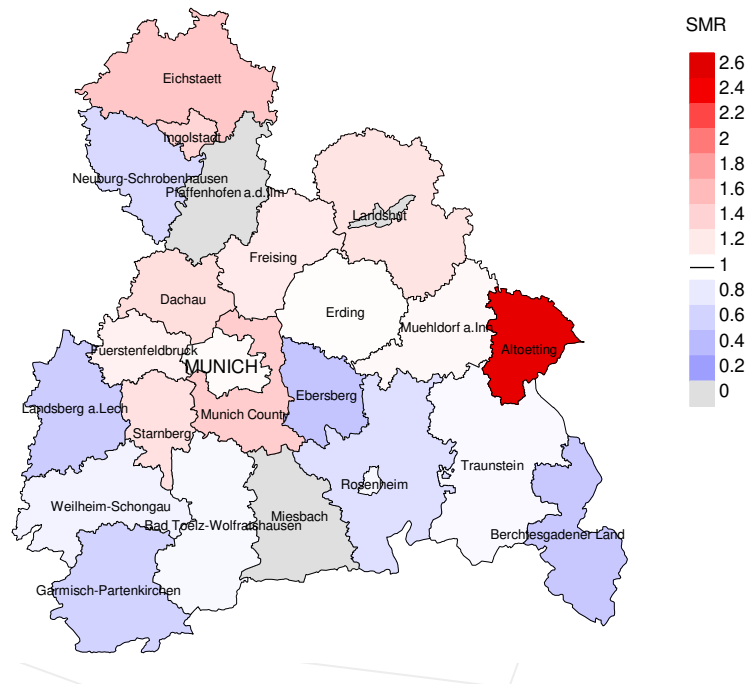 SMR
2.6
2.4
2.2
2
1.8
1.6
1.4
1.2
1
0.8
0.6
0.4
0.2
0
Eichstaett
Ingolstadt
Neuburg-Schrobenhausen
Pfaffenhofen a.d.Ilm
Landshut
Freising
Dachau
Erding
Muehldorf a.Inn
Altoetting
Fuerstenfeldbruck
MUNICH
Ebersberg
Landsberg a.Lech
Munich County
Starnberg
Traunstein
Rosenheim
Weilheim-Schongau
Miesbach
Bad Toelz-Wolfratshausen
Berchtesgadener Land
Garmisch-Partenkirchen